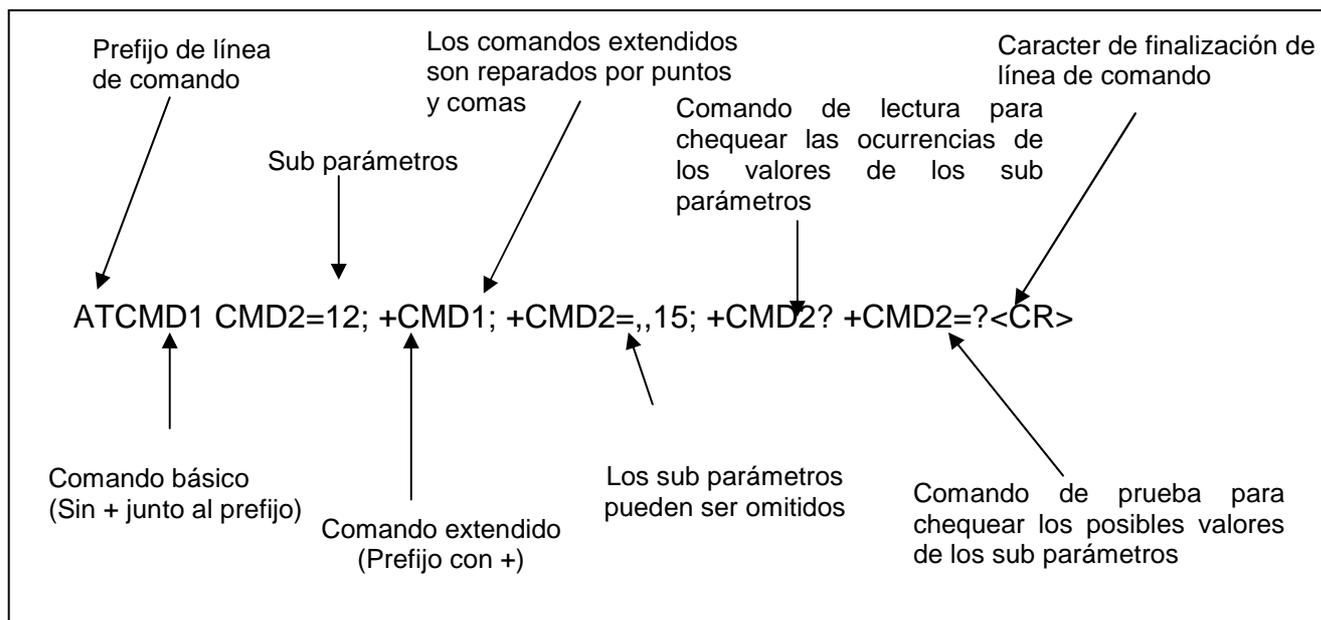 Prefijo de línea
de comando
Los comandos extendidos
son reparados por puntos
y comas
Caracter de finalización de
línea de comando
Comando de lectura para
chequear las ocurrencias de
los valores de los sub
parámetros
Sub parámetros
ATCMD1 CMD2=12; +CMD1; +CMD2=,,15; +CMD2? +CMD2=?<CR>
Comando básico
(Sin + junto al prefijo)
Comando extendido
(Prefijo con +)
Los sub parámetros
pueden ser omitidos
Comando de prueba para
chequear los posibles valores
de los sub parámetros